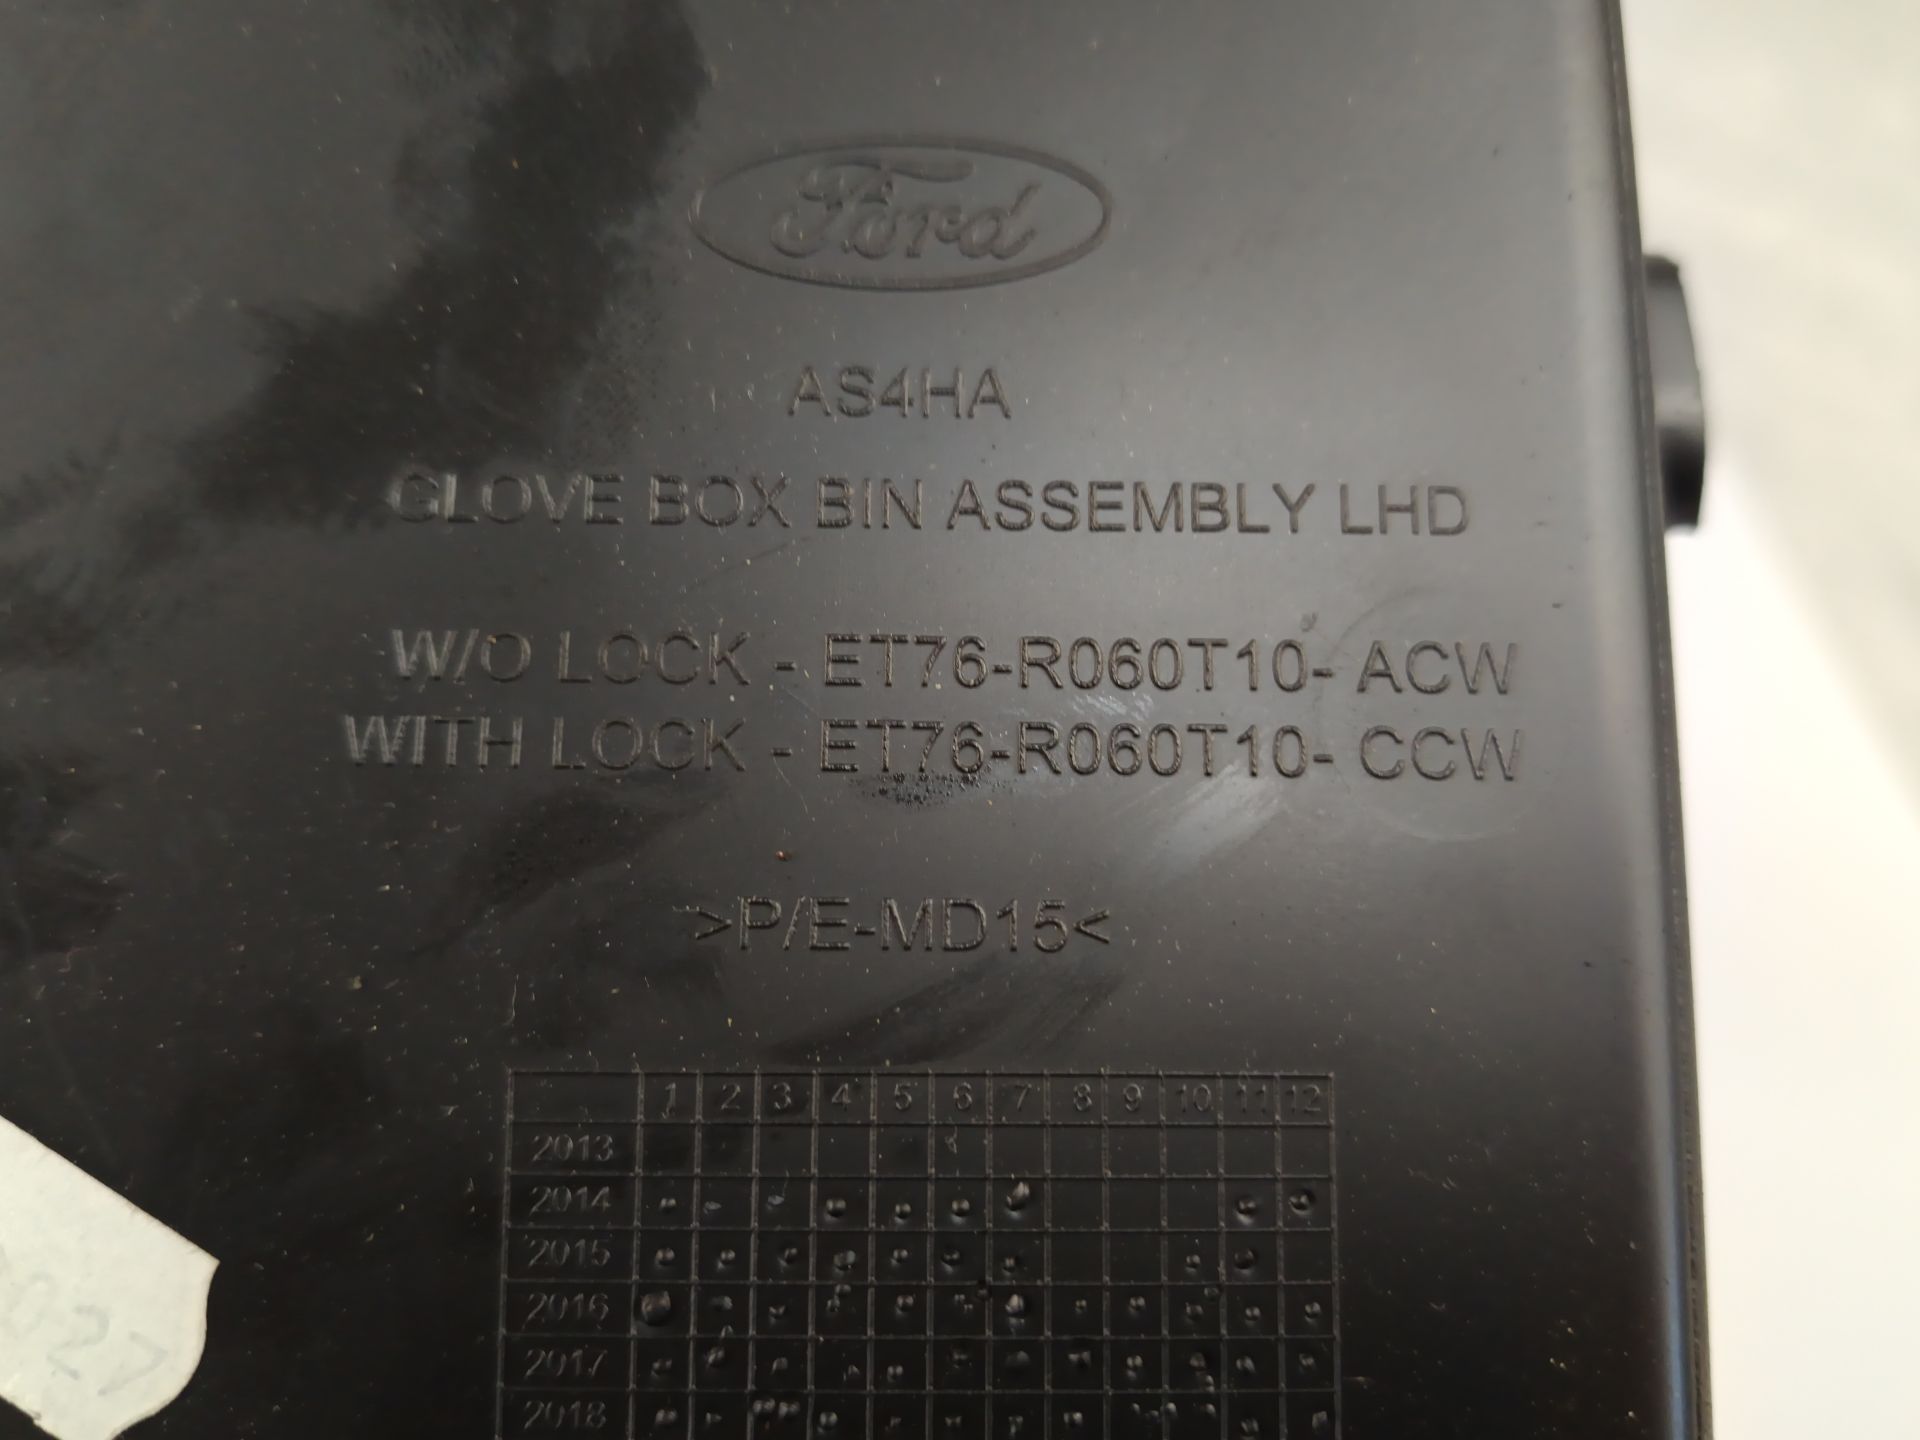 Ford
AS4HA
GLOVE BOX BIN ASSEMBLY LHD
W/O LOCK - ET76-R060T10- ACW
WITH LOCK - ET76-R060T10- CCW
>P/E-MD15<
1 2 3 4 5 6 7 8 9 10 11 12
2013
2014
2015
2016
2017
2018
027